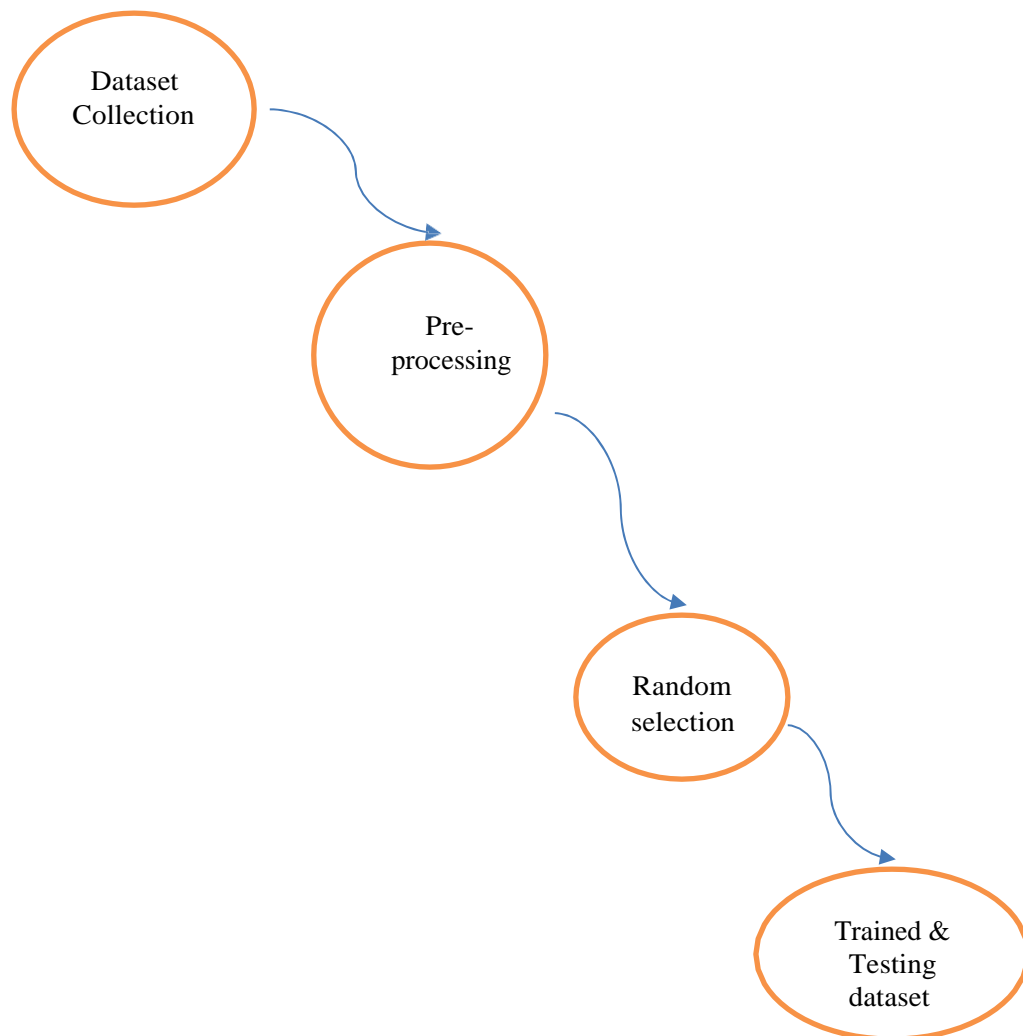 Dataset
Collection
Pre-
processing
Random
selection
Trained &
Testing
dataset